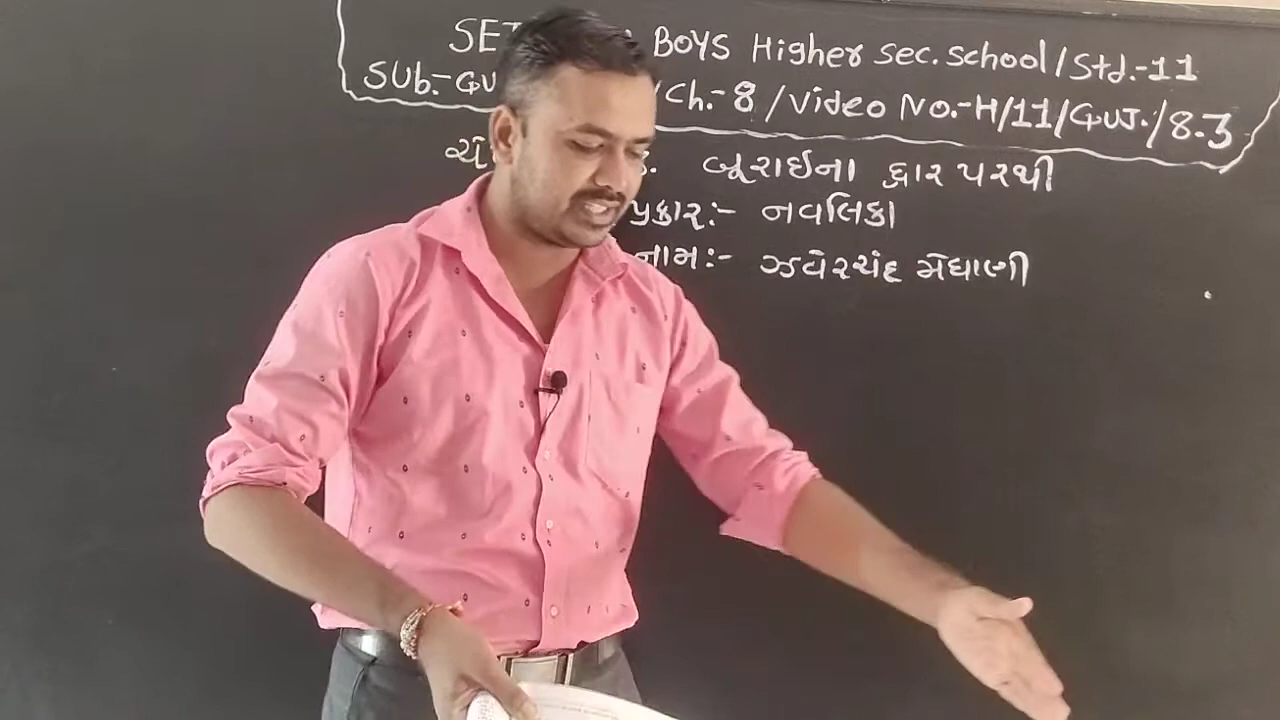 SET BOYS Higher Sec. School / Std.-11
Sub.- Gu / Ch.- 8 / Video No.-H/11/Guj./8.3
બૂરાઈના દ્વાર પરથી
પ્રકાર:- નવલિકા
નામ:- ઝવેરચંદ મેઘાણી